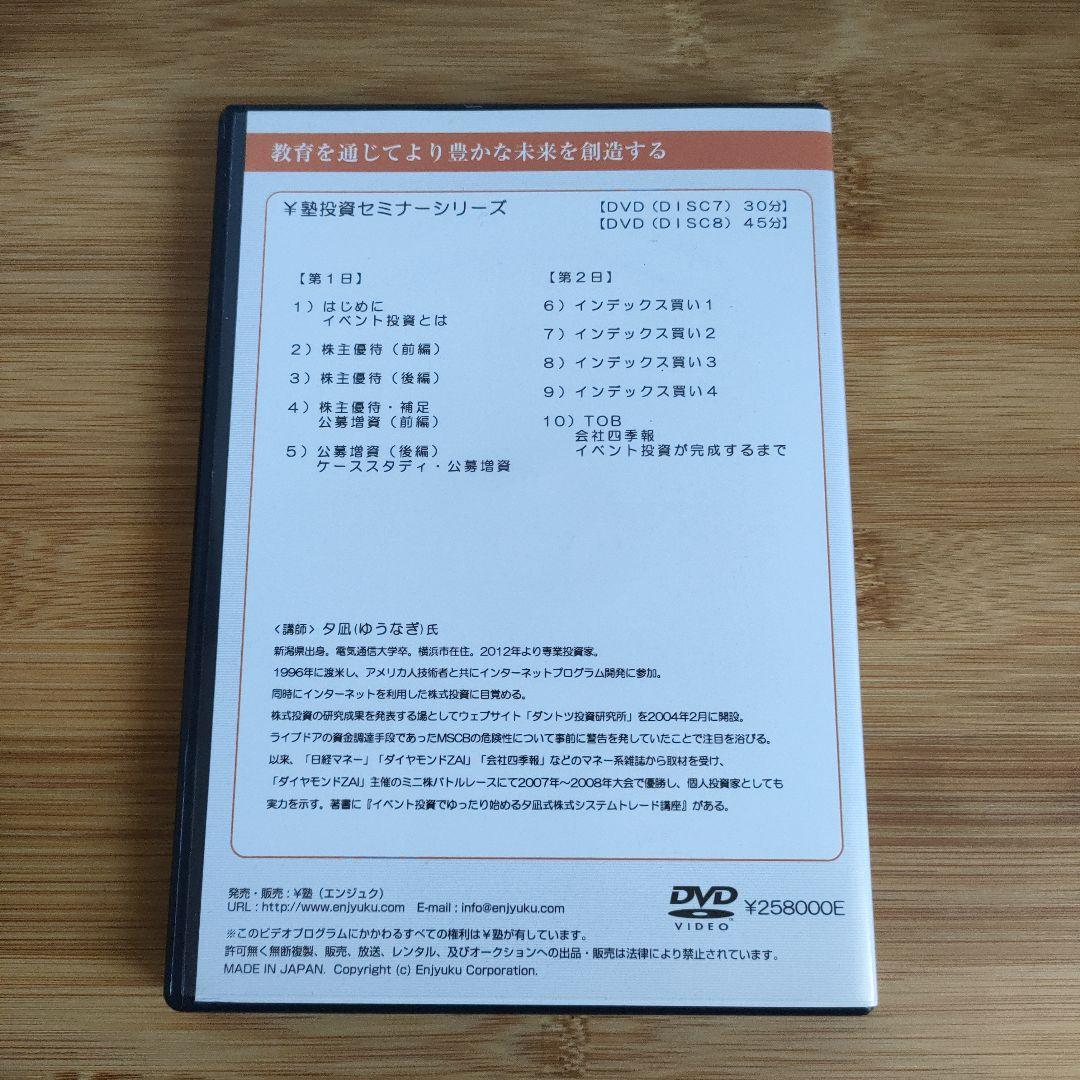 教育を通じてより豊かな未来を創造する
￥塾投資セミナーシリーズ
【DVD（DISC7） 30分】
【DVD（DISC8） 45分】
【第１日】
１）はじめに
イベント投資とは
２）株主優待（前編）
３）株主優待（後編）
４）株主優待・補足
公募増資（前編）
５）公募増資（後編）
ケーススタディ・公募増資
【第２日】
６）インデックス買い１
７）インデックス買い２
８）インデックス買い３
９）インデックス買い４
10）TOB
会社四季報
イベント投資が完成するまで
〈講師〉夕凪(ゆうなぎ)氏
新潟県出身。電気通信大学卒。横浜市在住。2012年より専業投資家。
1996年に渡米し、アメリカ人技術者と共にインターネットプログラム開発に参加。
同時にインターネットを利用した株式投資に目覚める。
株式投資の研究成果を発表する場としてウェブサイト「ダントツ投資研究所」を2004年2月に開設。
ライブドアの資金調達手段であったMSCBの危険性について事前に警告を発していたことで注目を浴びる。
以来、「日経マネー」「ダイヤモンドZAI」「会社四季報」などのマネー系雑誌から取材を受け、
「ダイヤモンドZAI」主催のミニ株バトルレースにて2007年～2008年大会で優勝し、個人投資家としても
実力を示す。著書に『イベント投資でゆったり始める夕凪式株式システムトレード講座』がある。
発売・販売：￥塾（エンジュク）
URL : http://www.enjyuku.com E-mail : info@enjyuku.com
DVD
VIDEO
￥258000E
※このビデオプログラムにかかわるすべての権利は￥塾が有しています。
許可無く無断複製、販売、放送、レンタル、及びオークションへの出品・販売は法律により禁止されています。
MADE IN JAPAN. Copyright (c) Enjyuku Corporation.